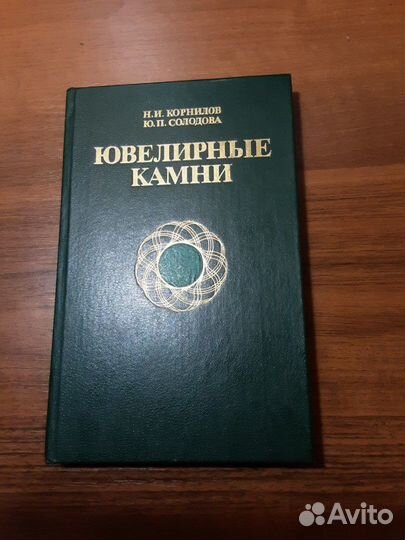 Н.И. КОРНИЛОВ
Ю.П. СОЛОДОВА
ЮВЕЛИРНЫЕ
КАМНИ
Avito